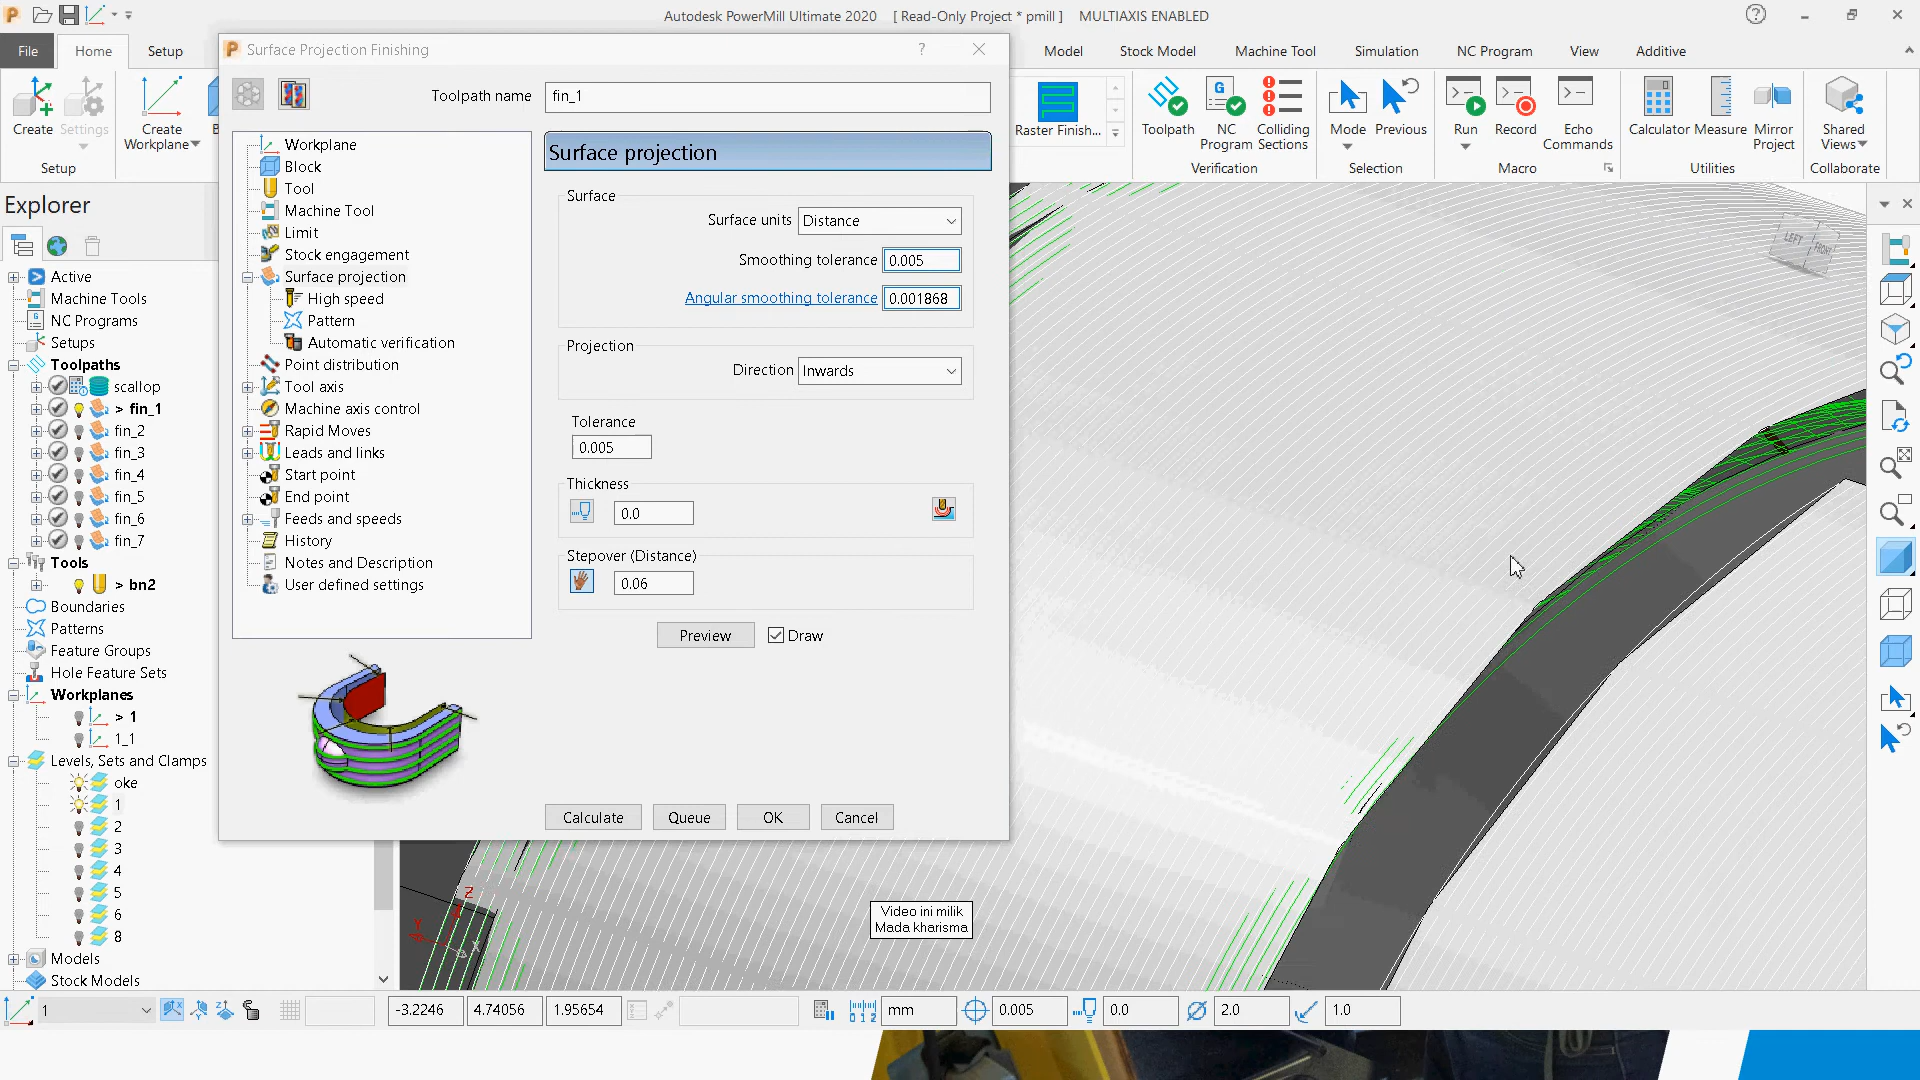 Autodesk PowerMill Ultimate 2020 [ Read-Only Project * pmill ] MULTIAXIS ENABLED
File Home Setup Model Stock Model Machine Tool Simulation NC Program View Additive
Surface Projection Finishing
Toolpath name fin_1
Create Settings
Create Workplane
Setup
Raster Finish...
Toolpath NC Program Colliding Sections
Verification
Mode Previous
Selection
Run Record Echo Commands
Macro
Calculator Measure Mirror Project
Utilities
Shared Views
Collaborate
Explorer
Active
Machine Tools
NC Programs
Setups
Toolpaths
scallop
> fin_1
fin_2
fin_3
fin_4
fin_5
fin_6
fin_7
Tools
> bn2
Boundaries
Patterns
Feature Groups
Hole Feature Sets
Workplanes
> 1
1_1
Levels, Sets and Clamps
oke
1
2
3
4
5
6
8
Models
Stock Models
Workplane
Block
Tool
Machine Tool
Limit
Stock engagement
Surface projection
High speed
Pattern
Automatic verification
Point distribution
Tool axis
Machine axis control
Rapid Moves
Leads and links
Start point
End point
Feeds and speeds
History
Notes and Description
User defined settings
Surface projection
Surface
Surface units Distance
Smoothing tolerance 0.005
Angular smoothing tolerance 0.001868
Projection
Direction Inwards
Tolerance
0.005
Thickness
0.0
Stepover (Distance)
0.06
Preview Draw
Calculate Queue OK Cancel
LEFT FRONT
Z
Y
X
Video ini milik
Mada kharisma
1 -3.2246 4.74056 1.95654 mm 0.005 0.0 2.0 1.0